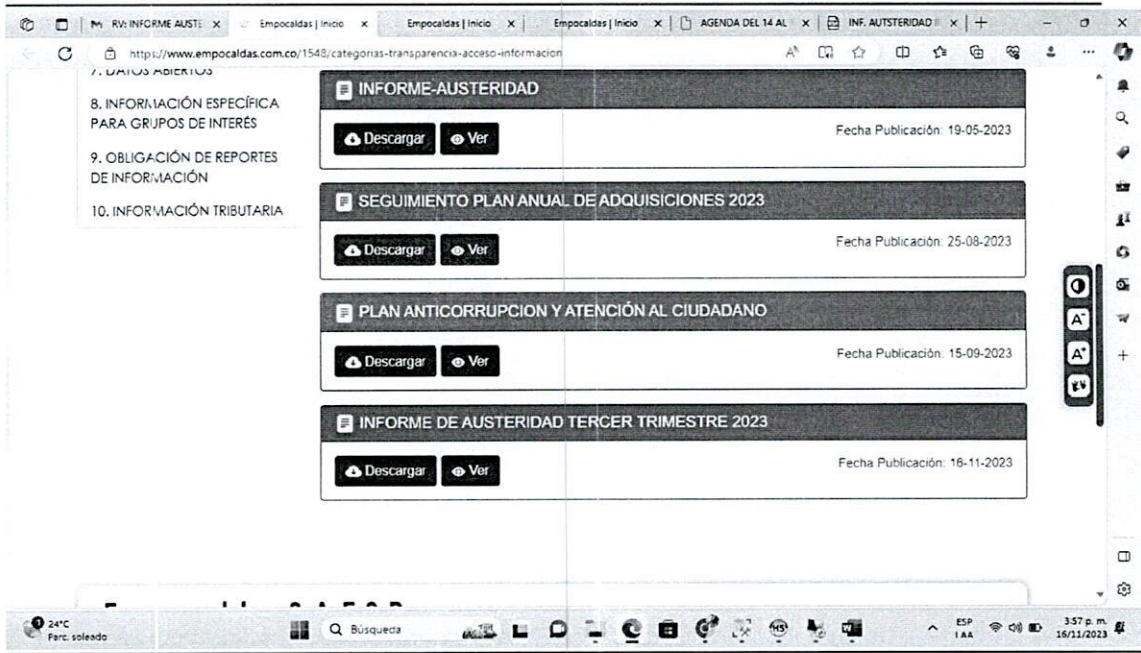 RV: INFORME AUSTE
Empocaldas | Inicio
Empocaldas | Inicio
Empocaldas | Inicio
AGENDA DEL 14 AL
INF. AUTSTERIDAD II
https://www.empocaldas.com.co/1548/categorias-transparencia-acceso-informacion
7. DATOS ABIERTOS
8. INFORMACIÓN ESPECÍFICA
PARA GRUPOS DE INTERÉS
9. OBLIGACIÓN DE REPORTES
DE INFORMACIÓN
10. INFORMACIÓN TRIBUTARIA
INFORME-AUSTERIDAD
Descargar Ver
Fecha Publicación: 19-05-2023
SEGUIMIENTO PLAN ANUAL DE ADQUISICIONES 2023
Descargar Ver
Fecha Publicación: 25-08-2023
PLAN ANTICORRUPCION Y ATENCIÓN AL CIUDADANO
Descargar Ver
Fecha Publicación: 15-09-2023
INFORME DE AUSTERIDAD TERCER TRIMESTRE 2023
Descargar Ver
Fecha Publicación: 16-11-2023
A-
A+
24°C
Parc. soleado
Búsqueda
ESP
LAA
3:57 p. m.
16/11/2023